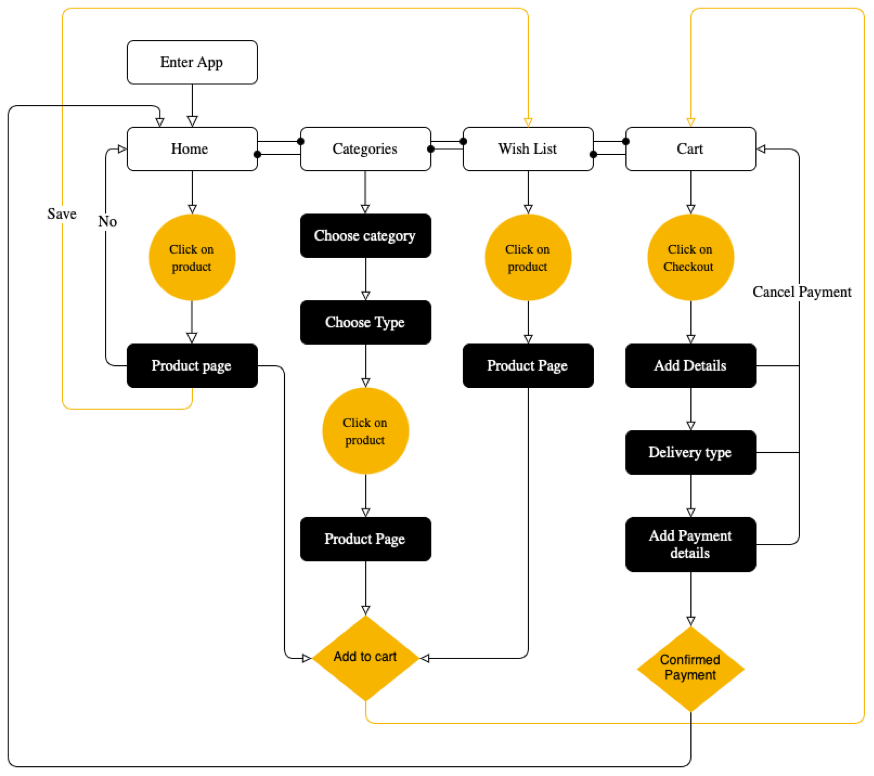 Enter App
Home
Categories
Wish List
Cart
Save
No
Click on
product
Choose category
Click on
product
Click on
Checkout
Cancel Payment
Choose Type
Product page
Product Page
Add Details
Click on
product
Delivery type
Product Page
Add Payment
details
Add to cart
Confirmed
Payment